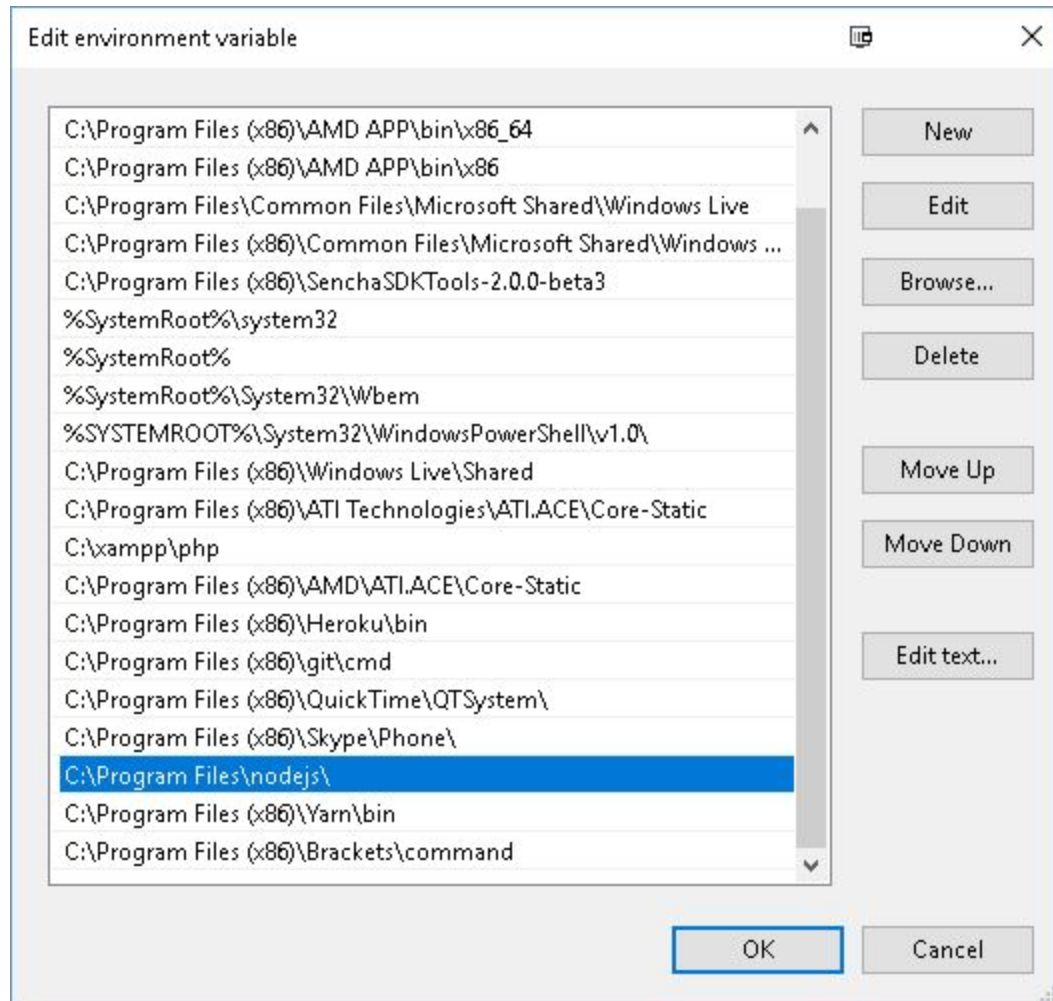 Edit environment variable
C:\Program Files (x86)\AMD APP\bin\x86_64
C:\Program Files (x86)\AMD APP\bin\x86
C:\Program Files\Common Files\Microsoft Shared\Windows Live
C:\Program Files (x86)\Common Files\Microsoft Shared\Windows ...
C:\Program Files (x86)\SenchaSDKTools-2.0.0-beta3
%SystemRoot%\system32
%SystemRoot%
%SystemRoot%\System32\Wbem
%SYSTEMROOT%\System32\WindowsPowerShell\v1.0\
C:\Program Files (x86)\Windows Live\Shared
C:\Program Files (x86)\ATI Technologies\ATI.ACE\Core-Static
C:\xampp\php
C:\Program Files (x86)\AMD\ATI.ACE\Core-Static
C:\Program Files (x86)\Heroku\bin
C:\Program Files (x86)\git\cmd
C:\Program Files (x86)\QuickTime\QTSystem\
C:\Program Files (x86)\Skype\Phone\
C:\Program Files\nodejs\
C:\Program Files (x86)\Yarn\bin
C:\Program Files (x86)\Brackets\command
New
Edit
Browse...
Delete
Move Up
Move Down
Edit text...
OK
Cancel